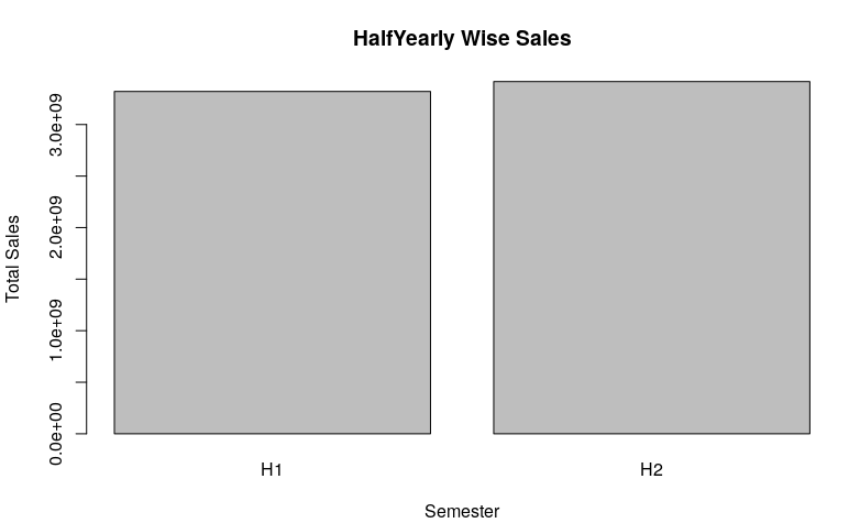 HalfYearly Wise Sales
Total Sales
3.0e+09
2.0e+09
1.0e+09
0.0e+00
H1 H2
Semester